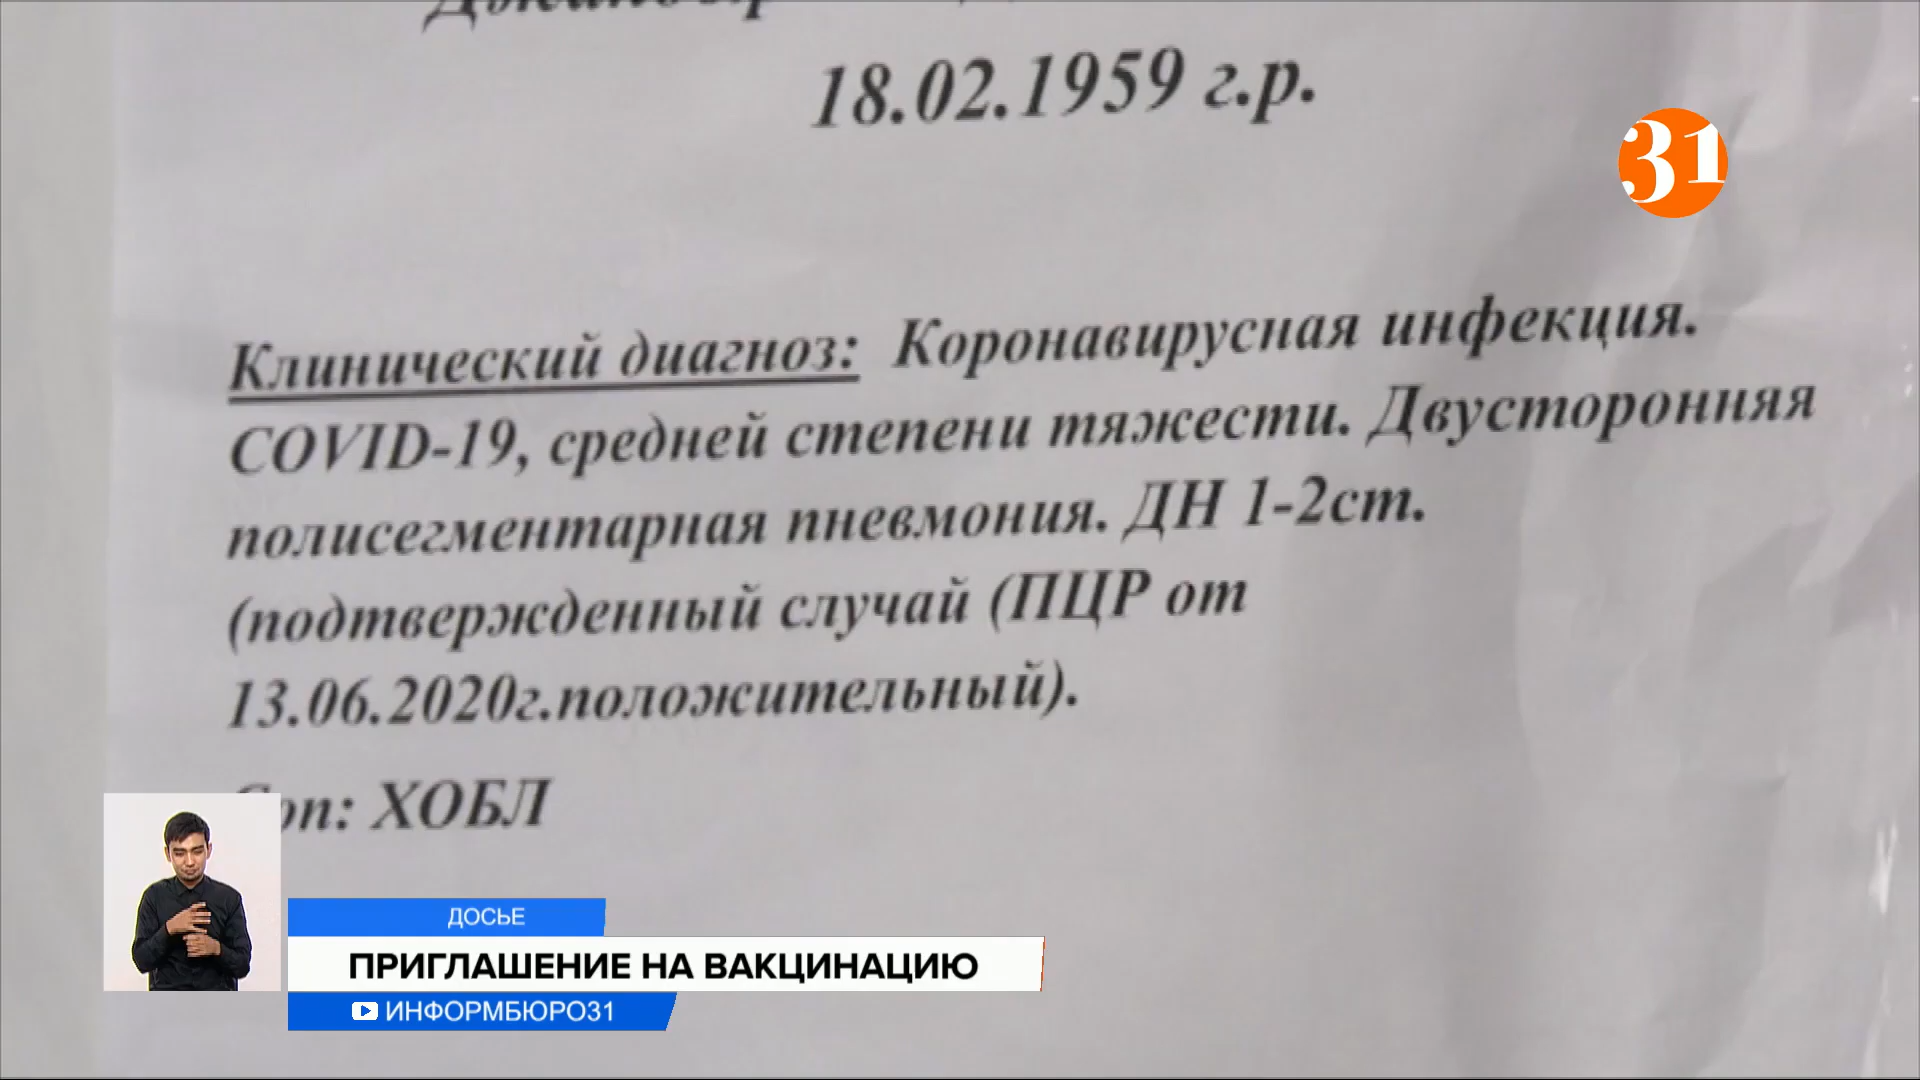 18.02.1959 г.р.
31
Клинический диагноз: Коронавирусная инфекция.
COVID-19, средней степени тяжести. Двусторонняя
полисегментарная пневмония. ДН 1-2ст.
(подтвержденный случай (ПЦР от
13.06.2020г.положительный).
Соп: ХОБЛ
ДОСЬЕ
ПРИГЛАШЕНИЕ НА ВАКЦИНАЦИЮ
ИНФОРМБЮРО31